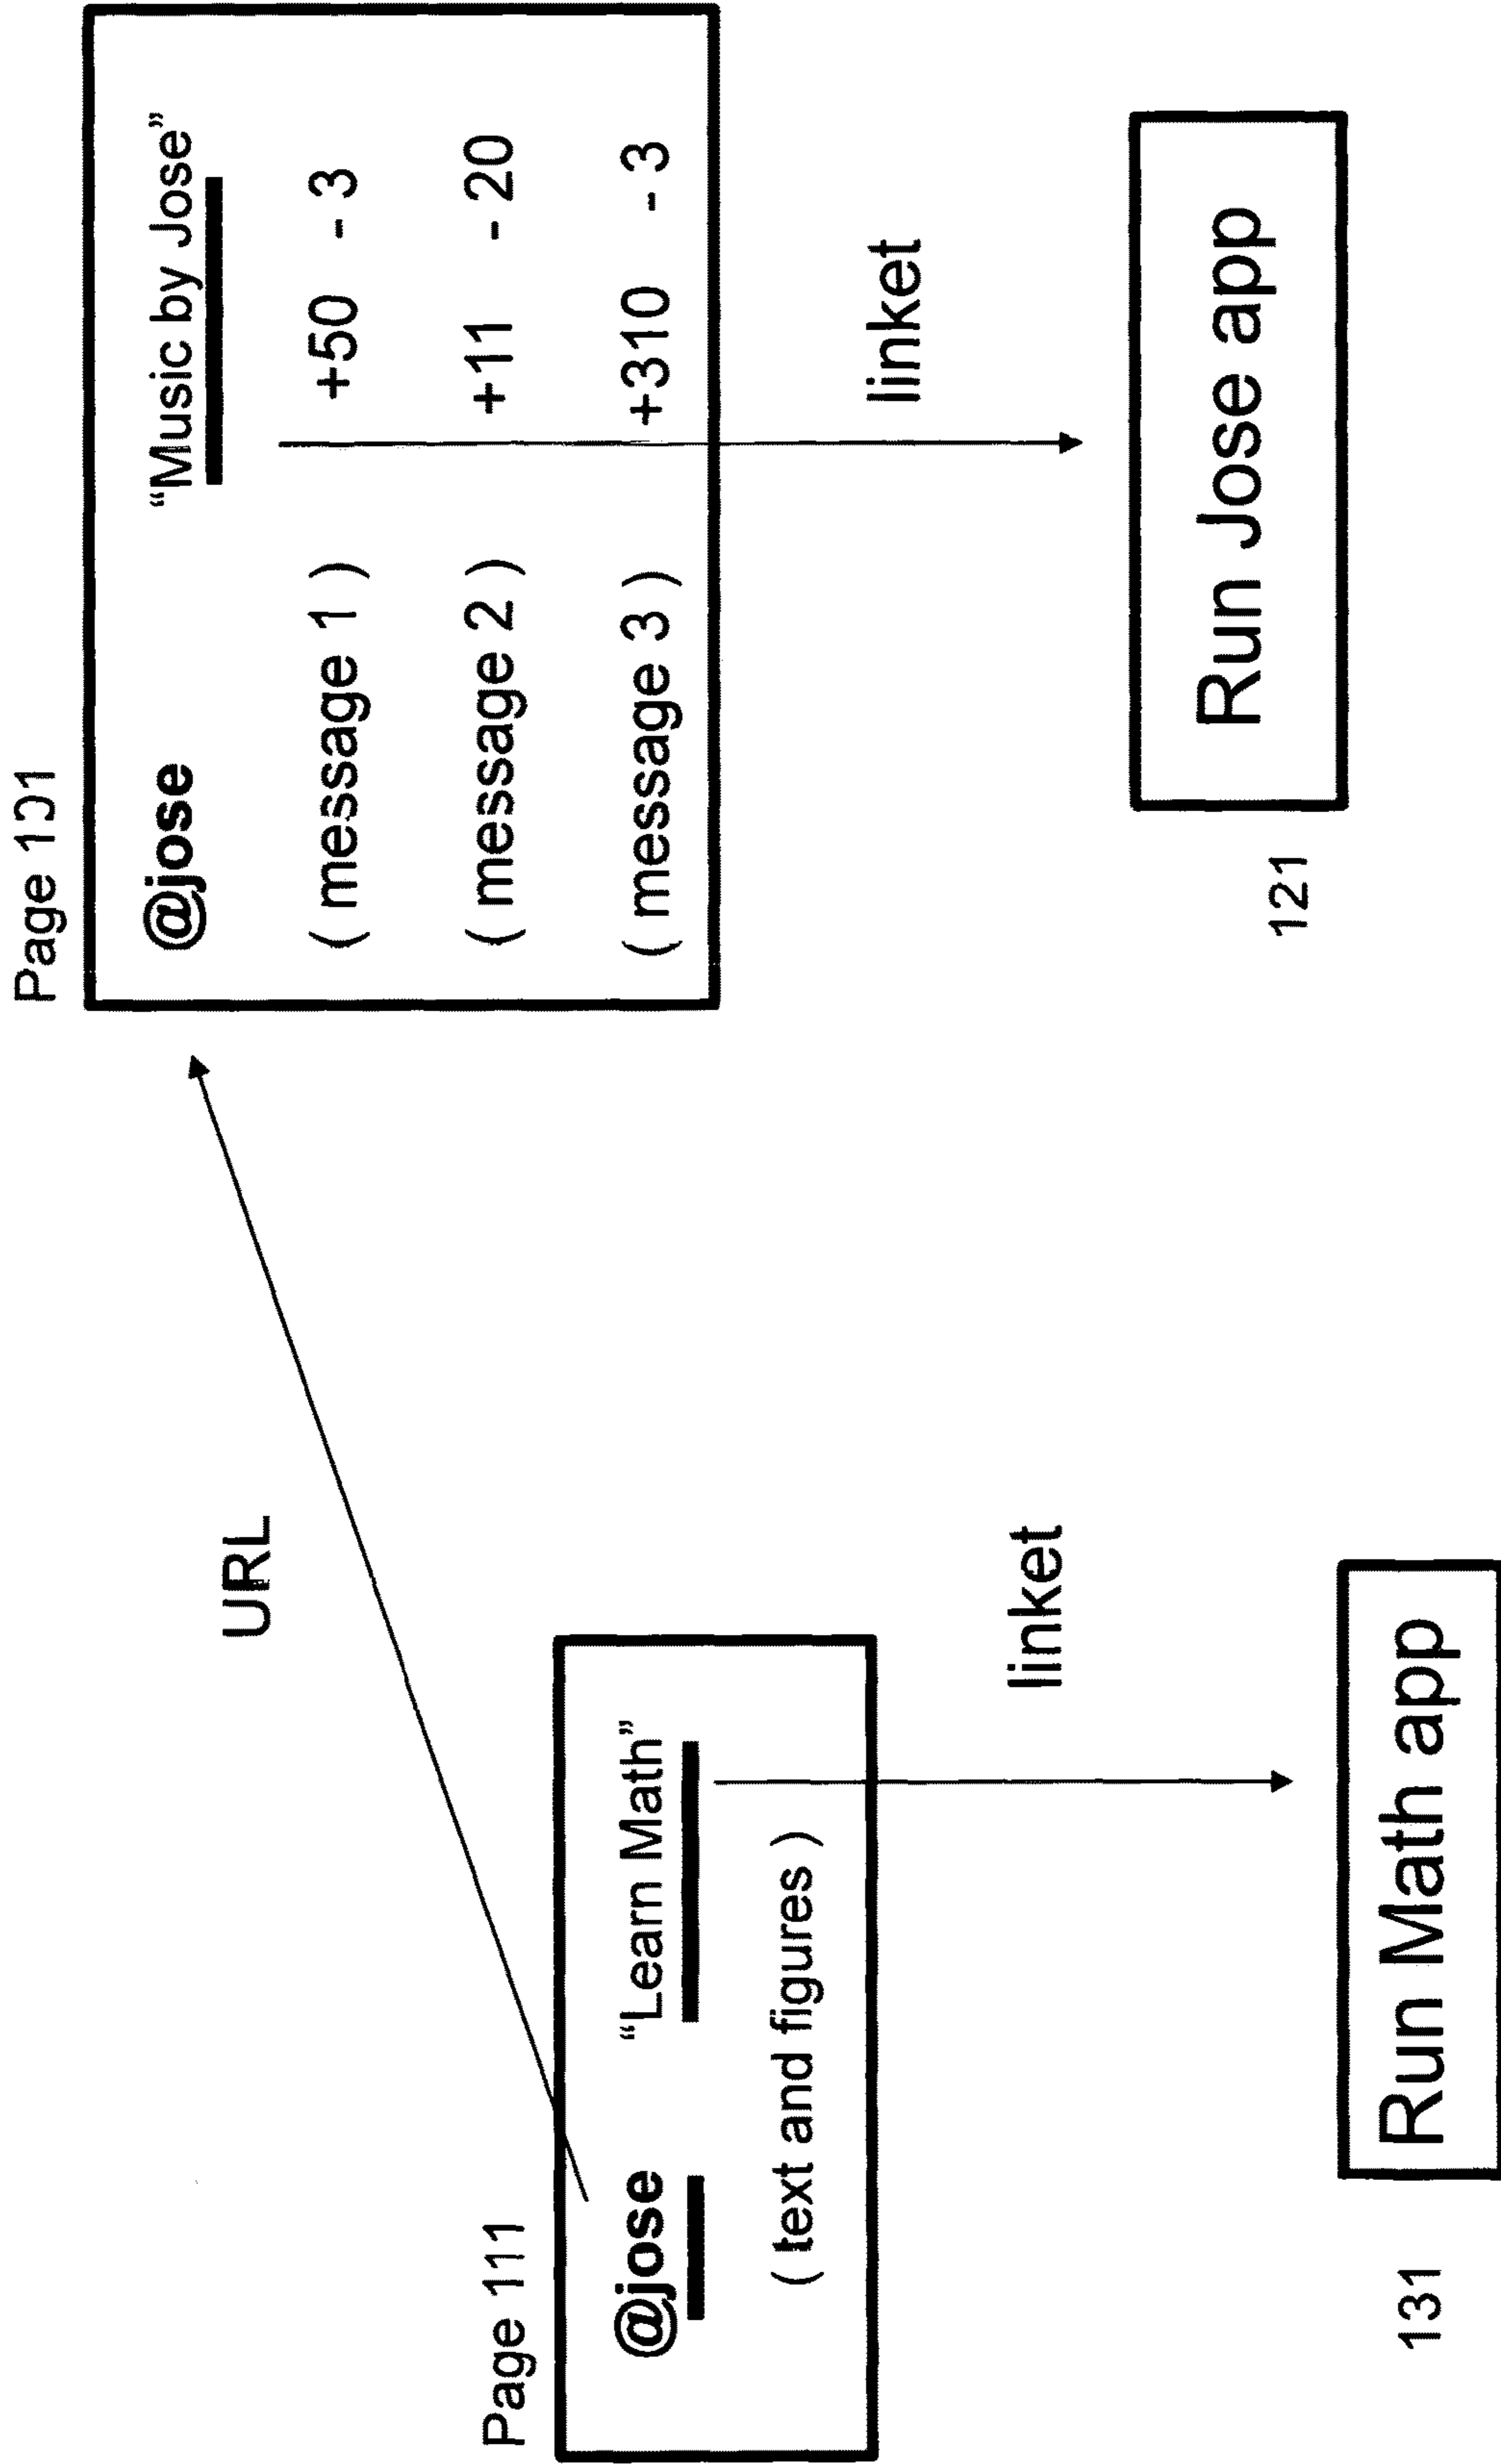 Page 101
@jose “Music by Jose”
( message 1 ) +50 - 3
( message 2 ) +11 - 20
( message 3 ) +310 - 3
URL
Page 111
@jose “Learn Math”
( text and figures )
linket
linket
121 Run Jose app
131 Run Math app